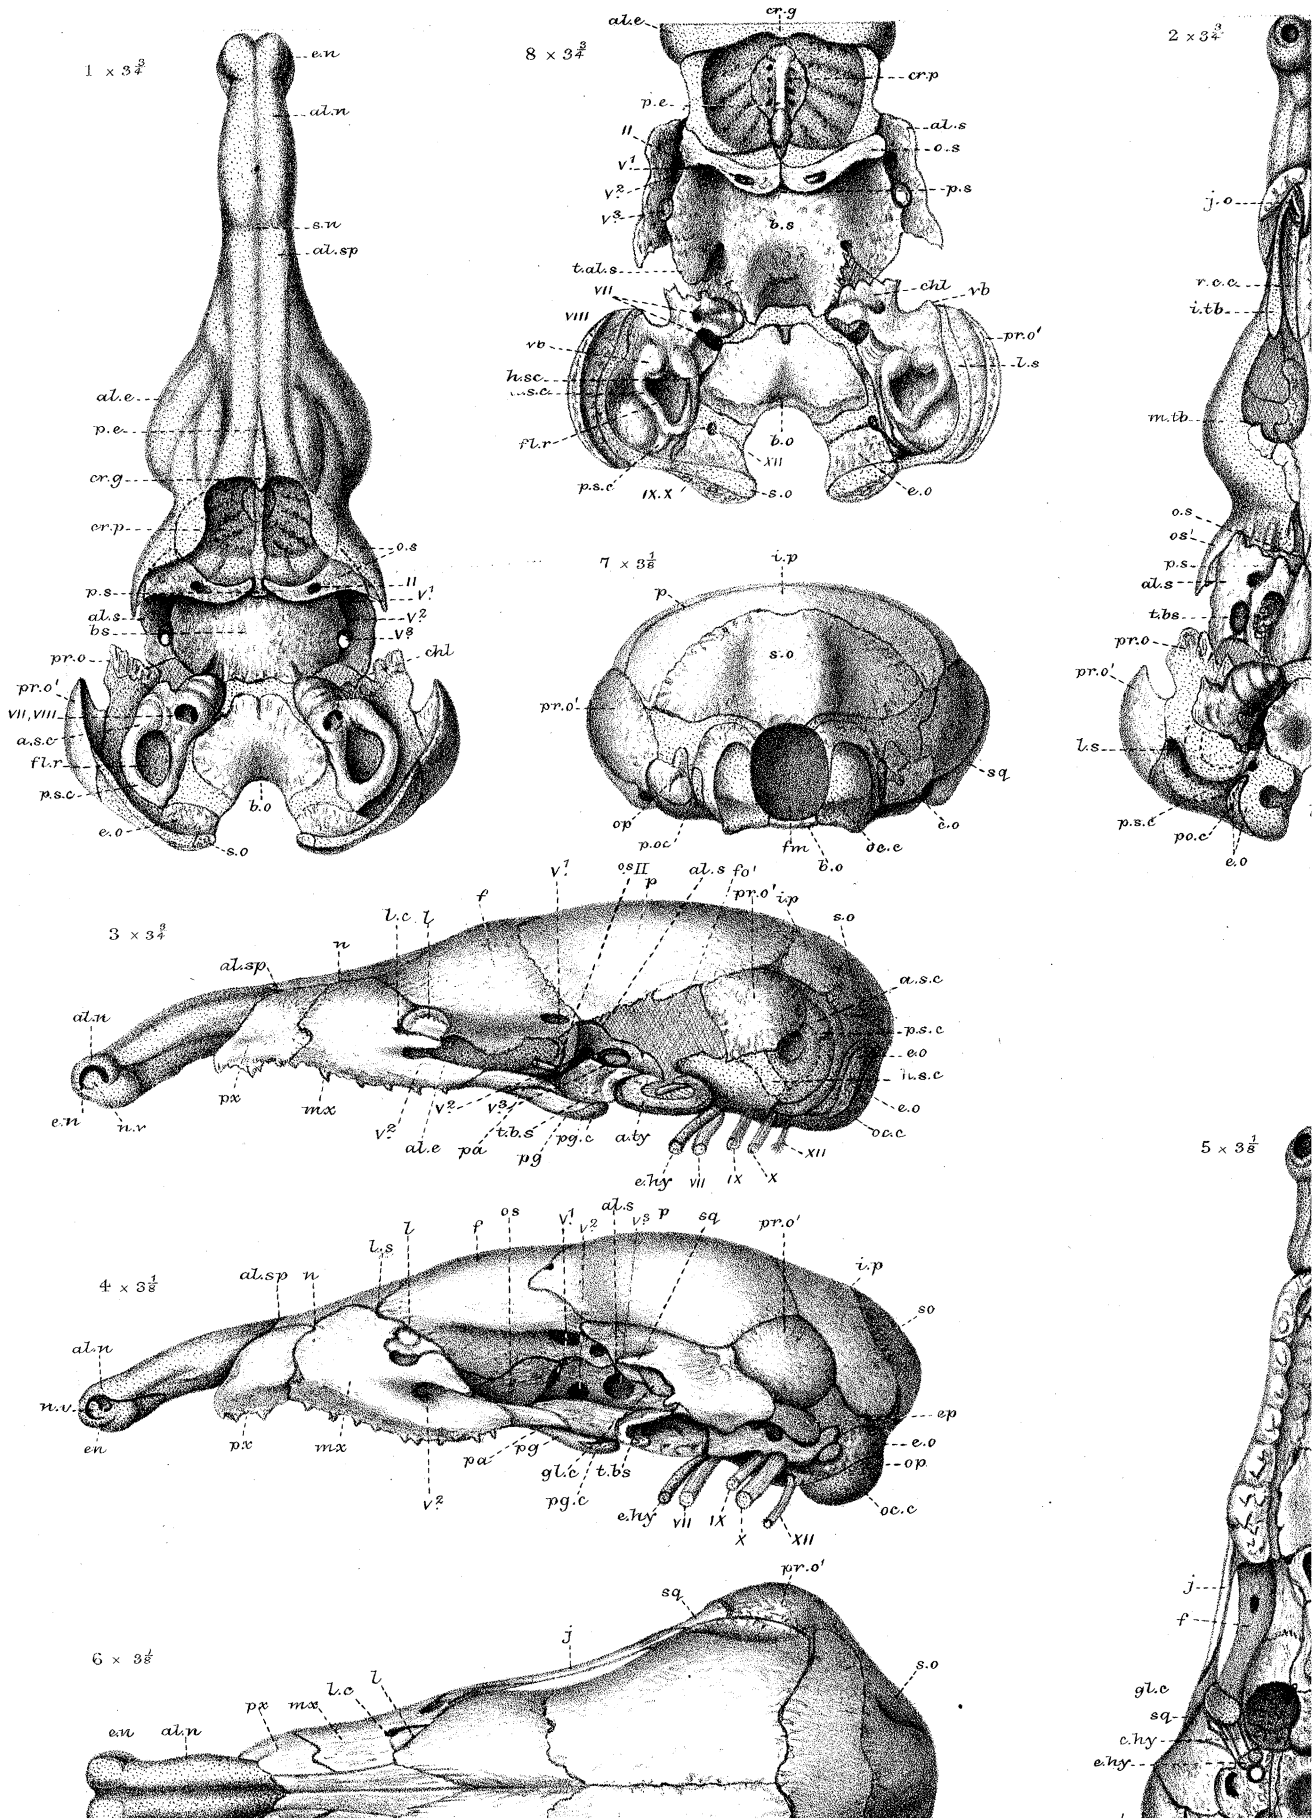 1 × 3¾
e.n
al.n
s.n
al.sp
al.e
p.e
cr.g
cr.p
o.s
p.s
II
V¹.
al.s
V².
bs
V³.
pr.o
chl
pr.o'
VII,VIII
a.s.c
fl.r
p.s.c
b.o
e.o
s.o
8 × 3¾
al.e
cr.g
cr.p
p.e
al.s
II
o.s
V¹.
p.s
V².
V³.
b.s
t.al.s
VII
chl
vb
VIII
pr.o'
vb
l.s
h.sc
fl.r
b.o
XII
p.s.c
IX.X
s.o
e.o
2 × 3¾
j.o
r.c.c
i.tb
m.tb
o.s
os'
p.s
al.s
t.bs
pr.o
pr.o'
l.s
p.s.c
po.c
e.o
7 × 3⅛
i.p
p
s.o
pr.o'
sq
op
p.oc
fm
b.o
oc.c
c.o
3 × 3¾
al.n
al.sp
n
l.c
l
f
V¹.
o.s II
p
al.s
fo'
pr.o'
i.p
s.o
a.s.c
p.s.c
e.o
h.s.c
e.o
oc.c
e.n
n.v
px
mx
V².
al.e
V².
pa
V³.
t.b.s
pg
pg.c
a.ty
e.hy
VII
IX
X
XII
4 × 3⅛
al.n
al.sp
n
l.s
l
f
os
V¹.
V².
al.s
V³.
p
sq
pr.o'
i.p
so
n.v.
en
px
mx
V².
pa
pg
gl.c
pg.c
t.bs
e.hy
VII
IX
X
XII
ep
e.o
op
oc.c
5 × 3⅛
j
f
gl.c
sq
c.hy
e.hy
6 × 3⅛
e.n
al.n
px
mx
l.c
l
j
sq
pr.o'
s.o